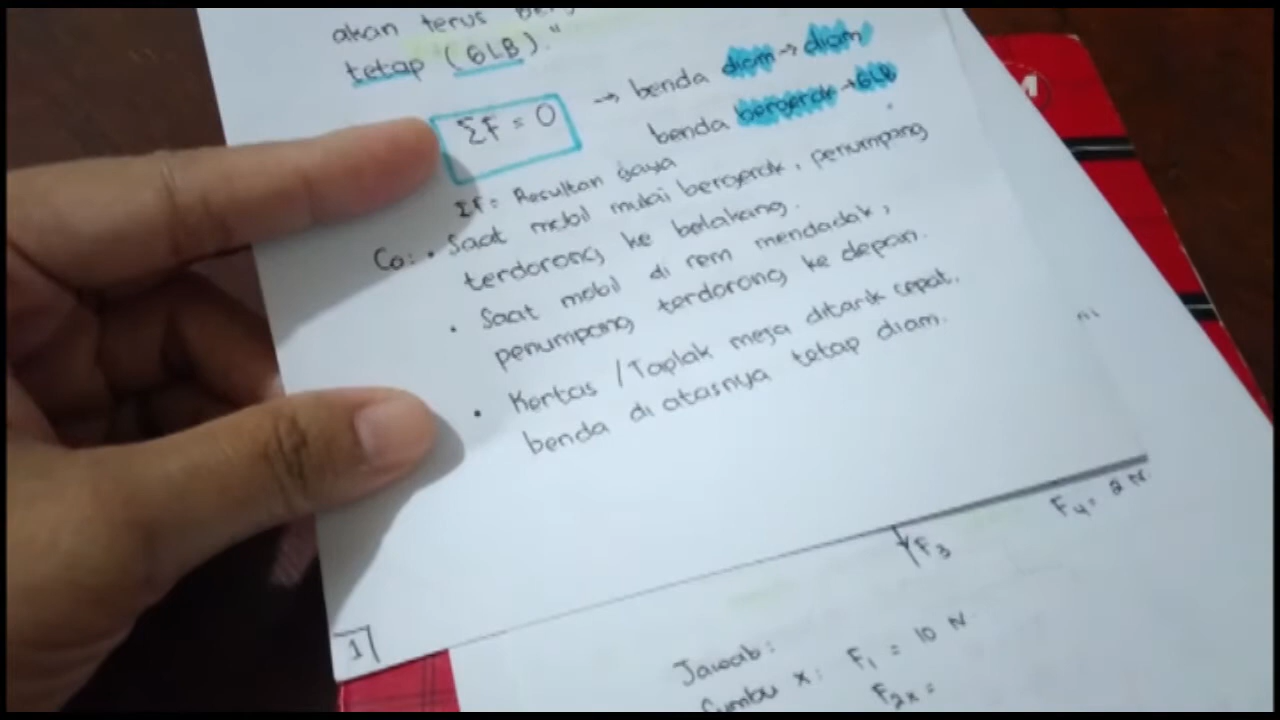 akan terus
tetap (GLB)."
ΣF = 0 → benda diam → diam
benda bergerak → GLB
ΣF = Resultan gaya
Co: • Saat mobil mulai bergerak, penumpang
terdorong ke belakang.
• Saat mobil di rem mendadak,
penumpang terdorong ke depan.
• Kertas / Taplak meja ditarik cepat,
benda di atasnya tetap diam.
1
F3
F4 = 2 N
Jawab:
Sumbu x: F1 = 10 N
F2x =